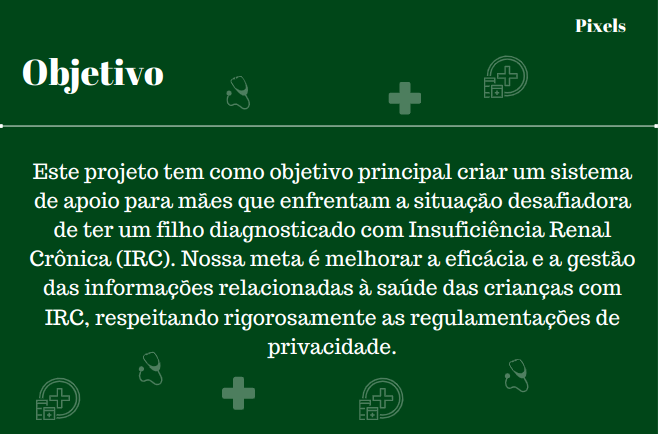 Pixels
Objetivo
Este projeto tem como objetivo principal criar um sistema
de apoio para mães que enfrentam a situação desafiadora
de ter um filho diagnosticado com Insuficiência Renal
Crônica (IRC). Nossa meta é melhorar a eficácia e a gestão
das informações relacionadas à saúde das crianças com
IRC, respeitando rigorosamente as regulamentações de
privacidade.